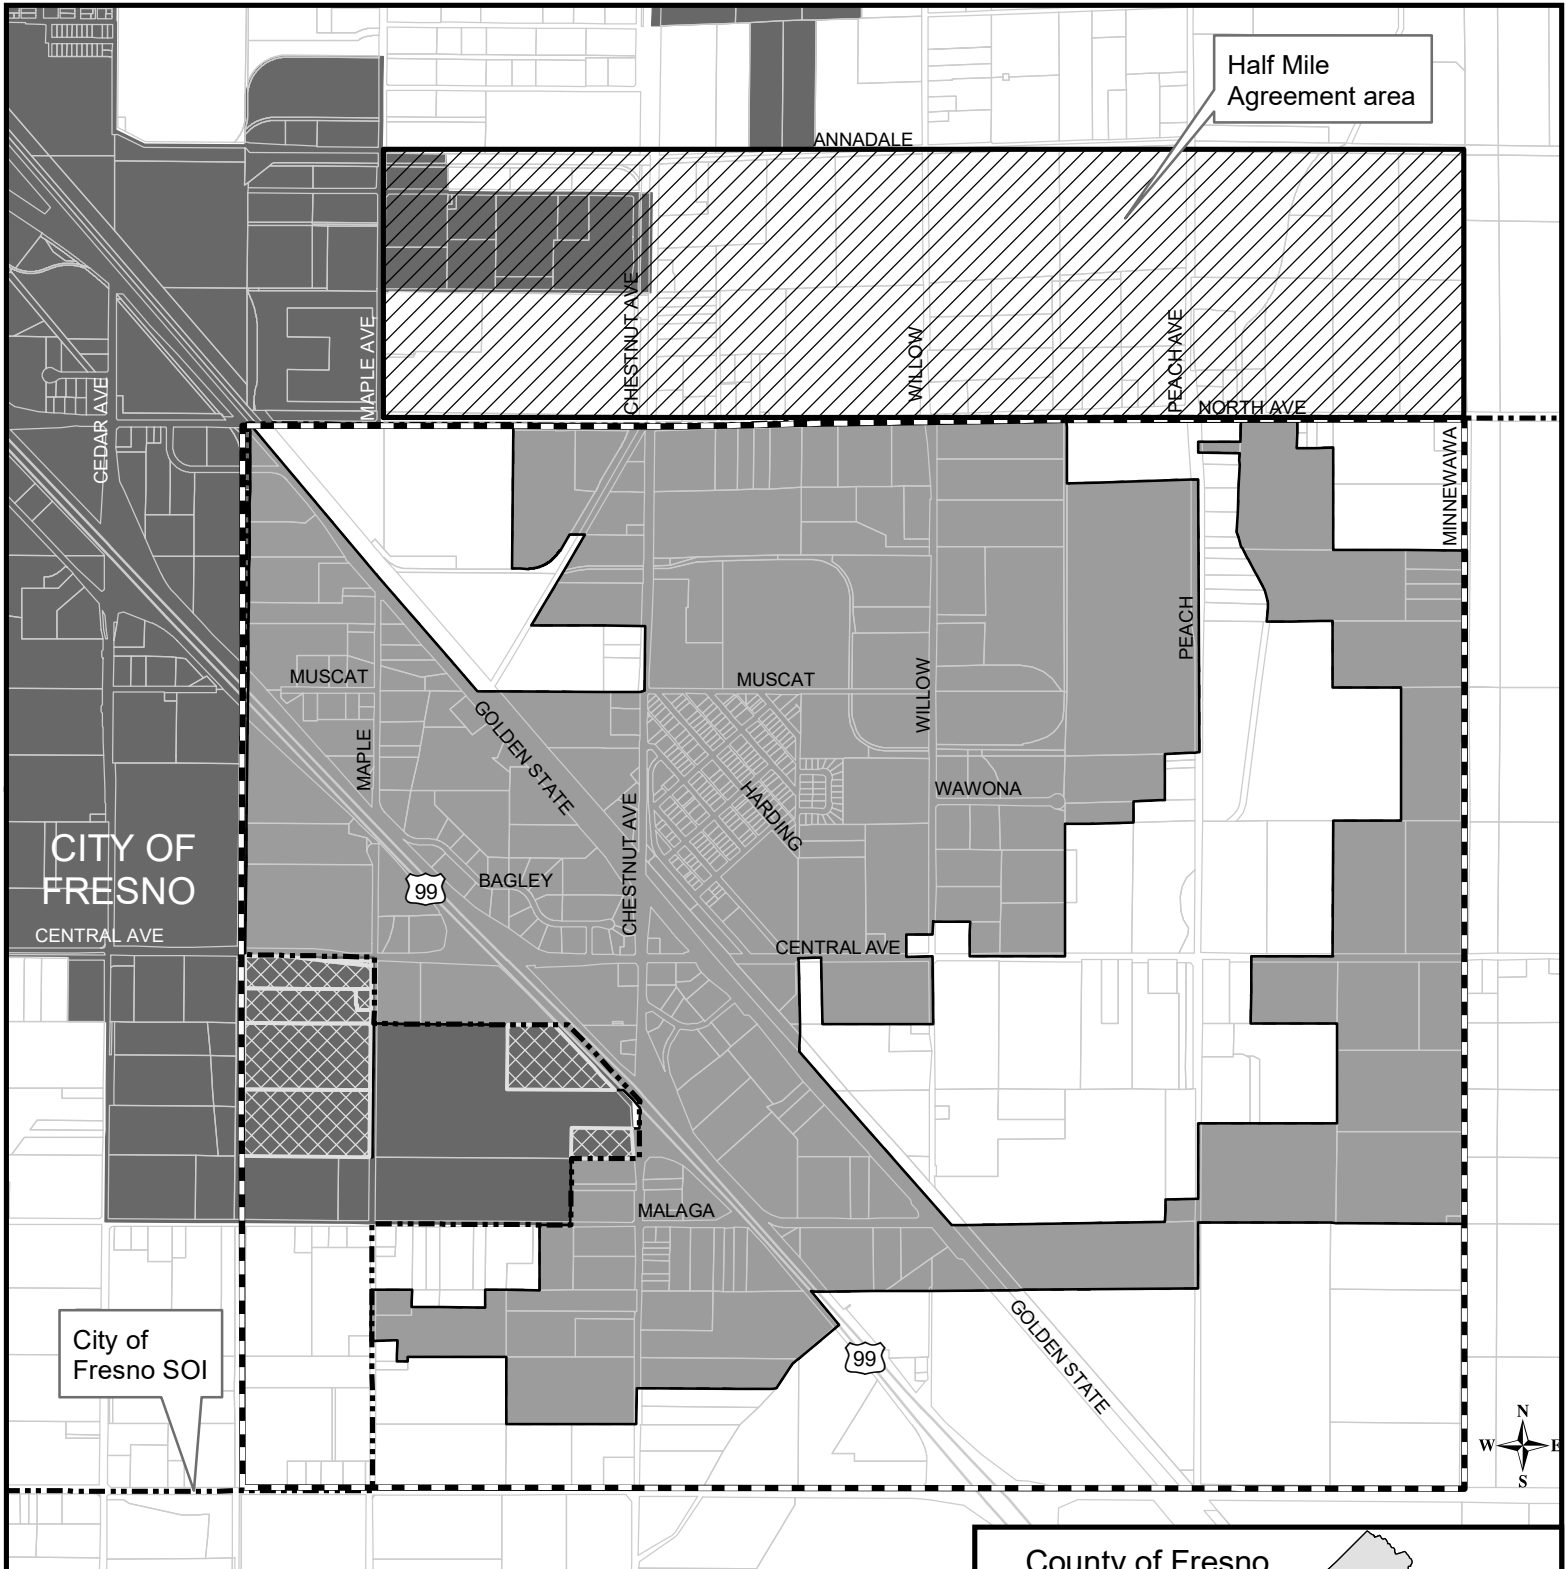 Half Mile
Agreement area
ANNADALE
MAPLE AVE
CHESTNUT AVE
WILLOW
PEACH AVE
NORTH AVE
CEDAR AVE
MINNEWAWA
PEACH
MUSCAT
MUSCAT
WILLOW
MAPLE
GOLDEN STATE
HARDING
WAWONA
CITY OF
FRESNO
99
BAGLEY
CHESTNUT AVE
CENTRAL AVE
CENTRAL AVE
MALAGA
City of
Fresno SOI
99
GOLDEN STATE
N
W
E
S
County of Fresno